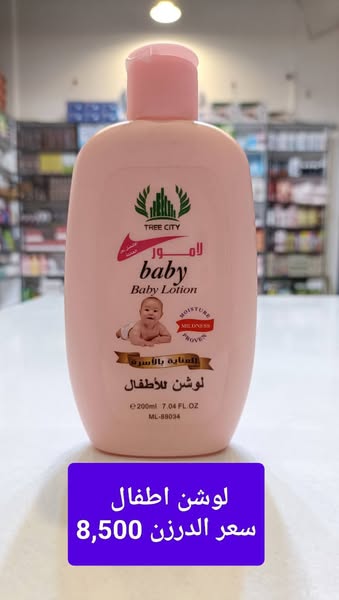 TREE CITY
لامور
baby
Baby Lotion
MOISTURE
MILDNESS
PROVEN
للعناية بالأسرة
لوشن للأطفال
℮200ml 7.04 FL.OZ
ML-88034
لوشن اطفال
سعر الدرزن 8,500